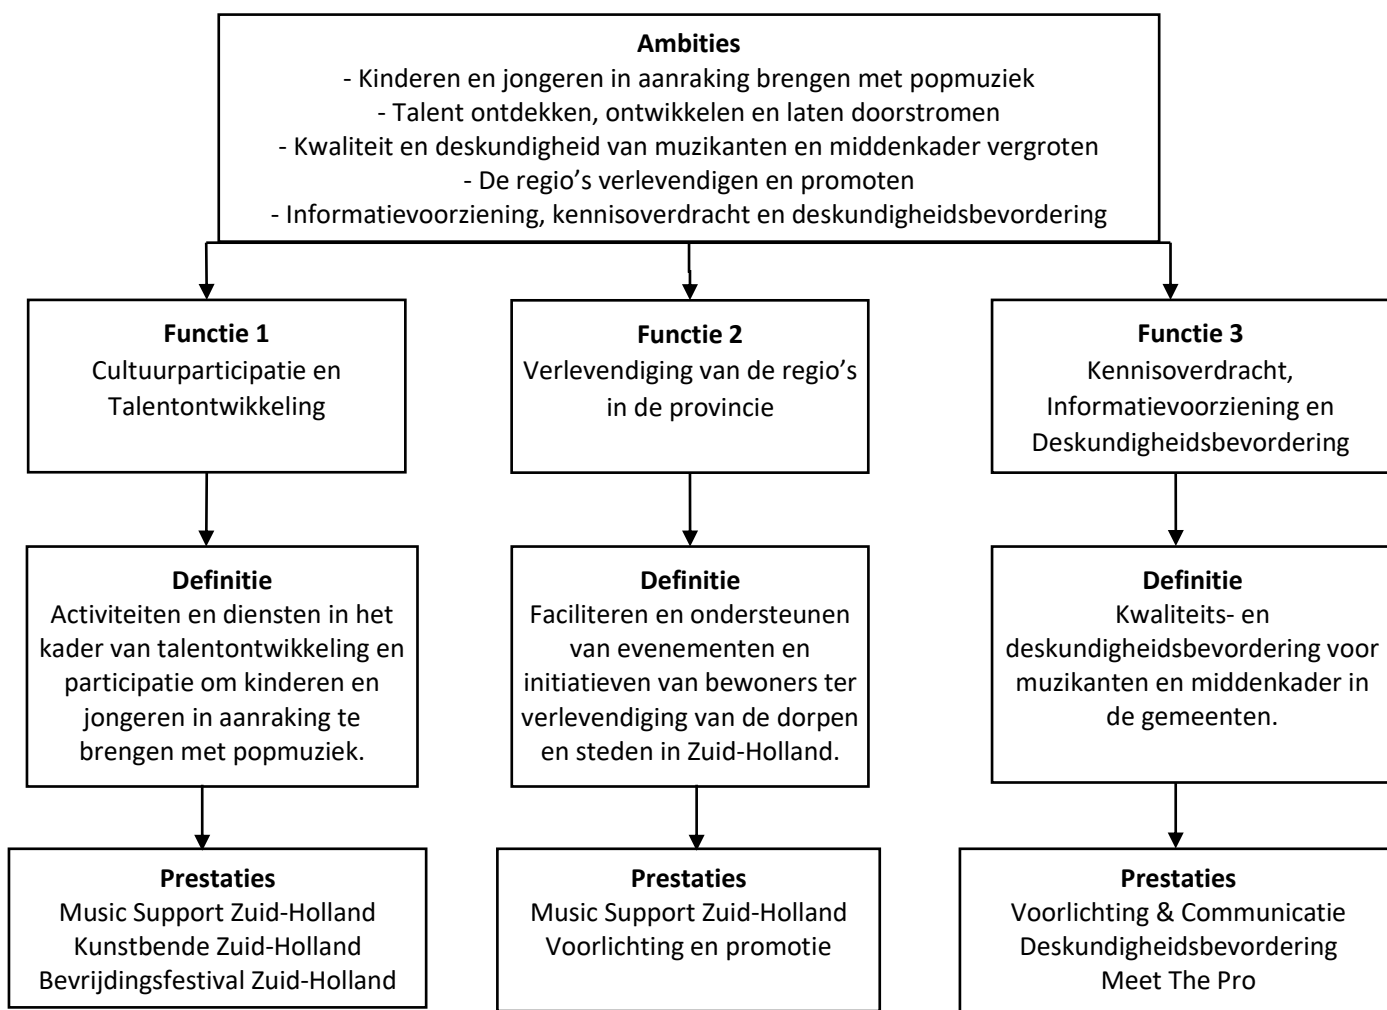 Ambities
- Kinderen en jongeren in aanraking brengen met popmuziek
- Talent ontdekken, ontwikkelen en laten doorstromen
- Kwaliteit en deskundigheid van muzikanten en middenkader vergroten
- De regio’s verlevendigen en promoten
- Informatievoorziening, kennisoverdracht en deskundigheidsbevordering
Functie 1
Cultuurparticipatie en
Talentontwikkeling
Functie 2
Verlevendiging van de regio’s
in de provincie
Functie 3
Kennisoverdracht,
Informatievoorziening en
Deskundigheidsbevordering
Definitie
Activiteiten en diensten in het
kader van talentontwikkeling en
participatie om kinderen en
jongeren in aanraking te
brengen met popmuziek.
Definitie
Faciliteren en ondersteunen
van evenementen en
initiatieven van bewoners ter
verlevendiging van de dorpen
en steden in Zuid-Holland.
Definitie
Kwaliteits- en
deskundigheidsbevordering voor
muzikanten en middenkader in
de gemeenten.
Prestaties
Music Support Zuid-Holland
Kunstbende Zuid-Holland
Bevrijdingsfestival Zuid-Holland
Prestaties
Music Support Zuid-Holland
Voorlichting en promotie
Prestaties
Voorlichting & Communicatie
Deskundigheidsbevordering
Meet The Pro